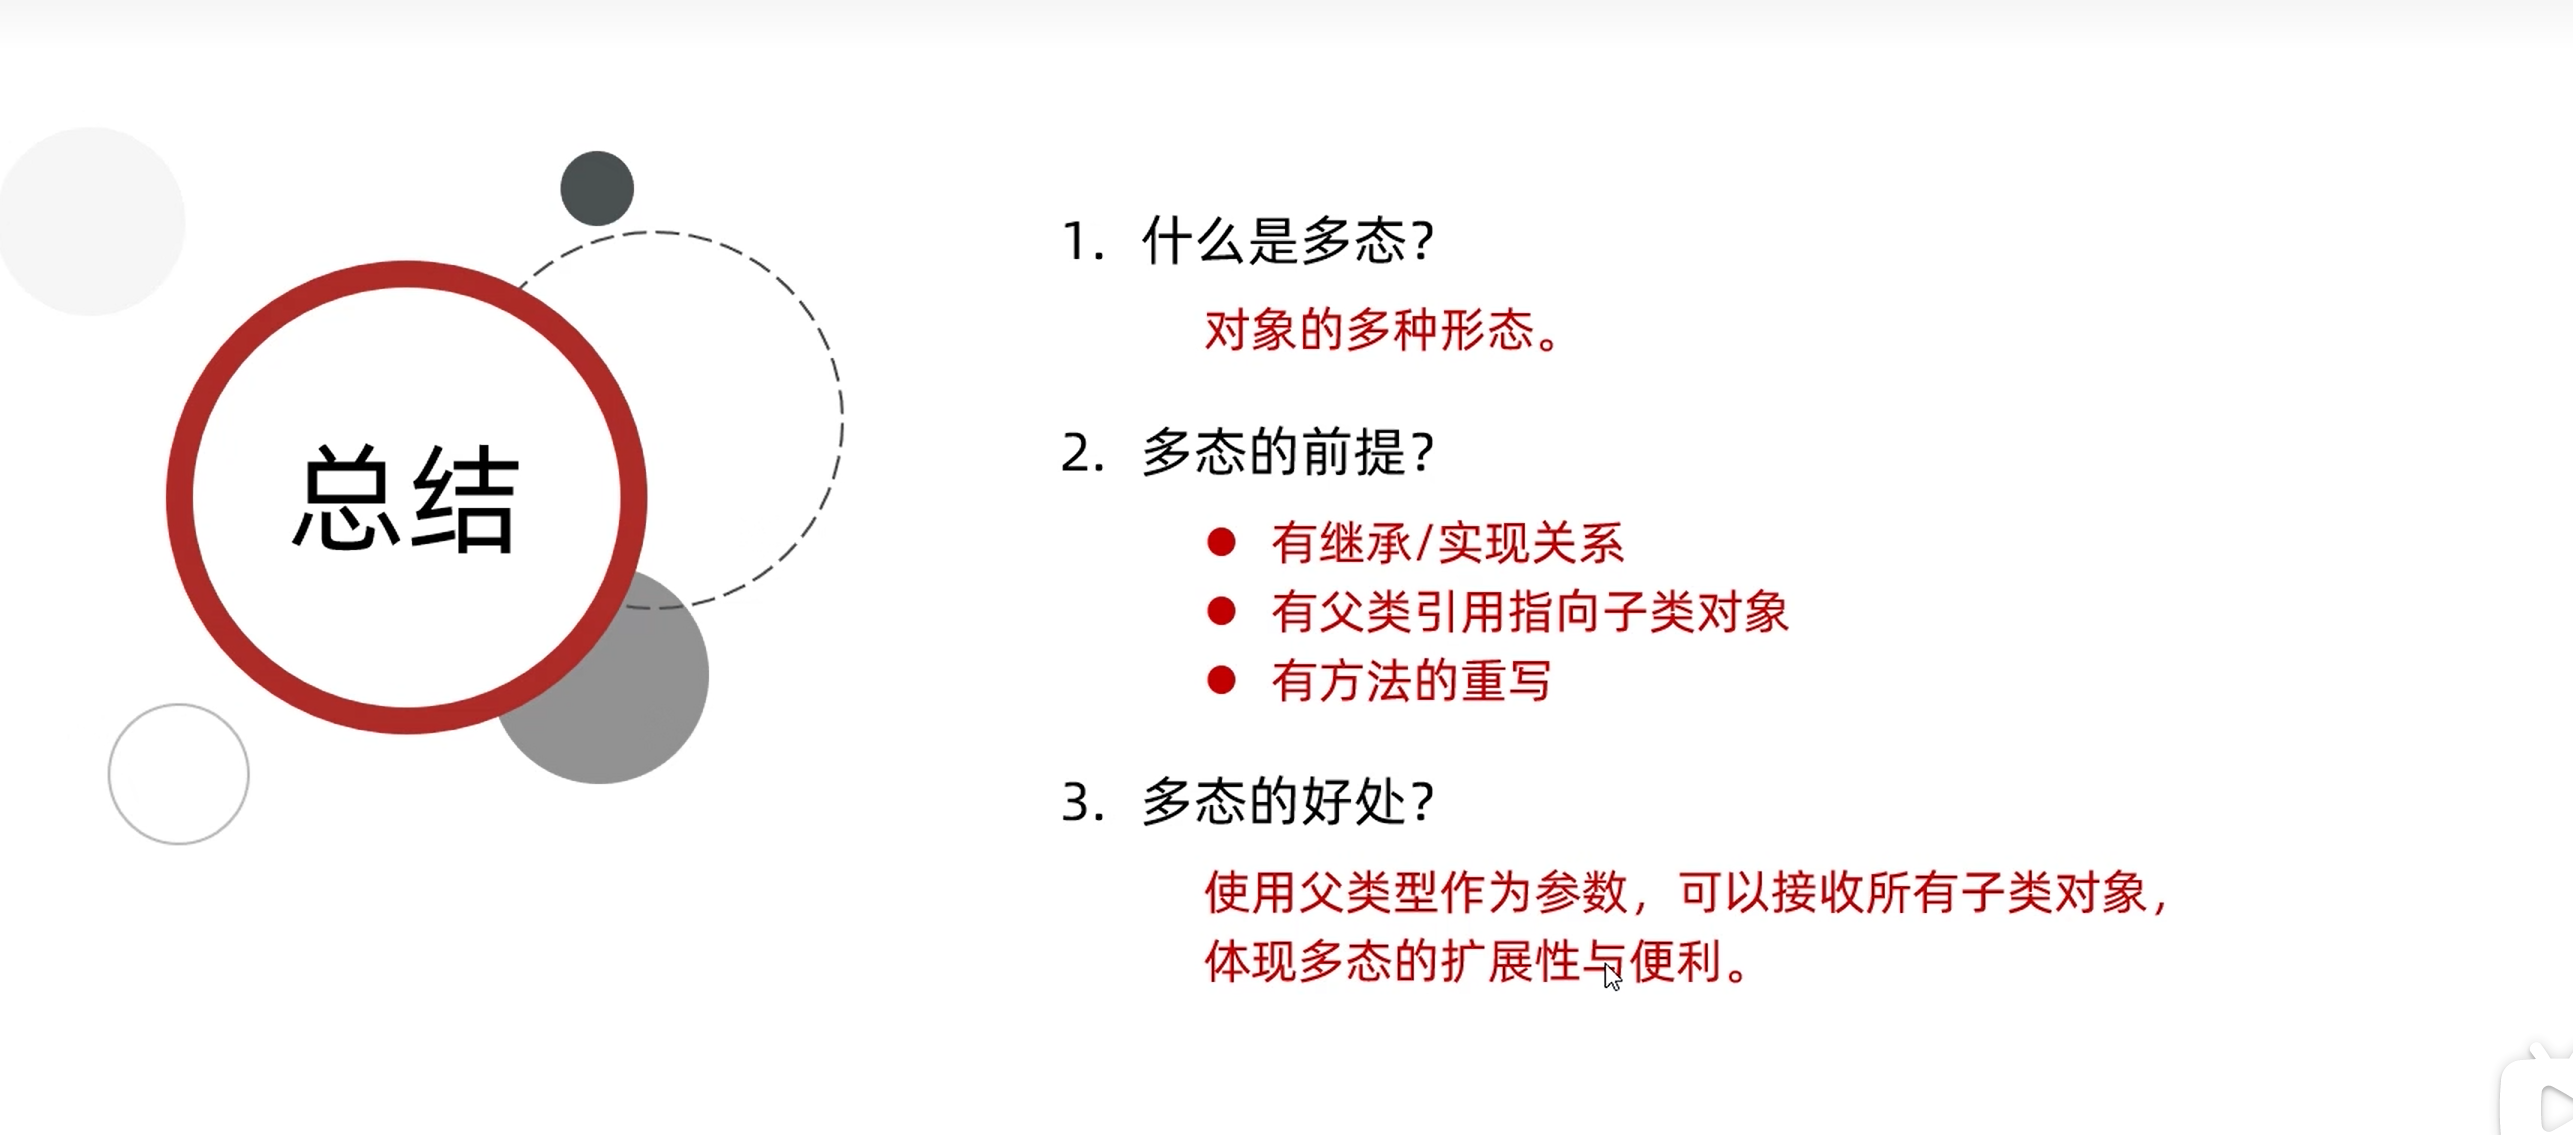 总结
1. 什么是多态？
对象的多种形态。
2. 多态的前提？
● 有继承/实现关系
● 有父类引用指向子类对象
● 有方法的重写
3. 多态的好处？
使用父类型作为参数，可以接收所有子类对象，
体现多态的扩展性与便利。